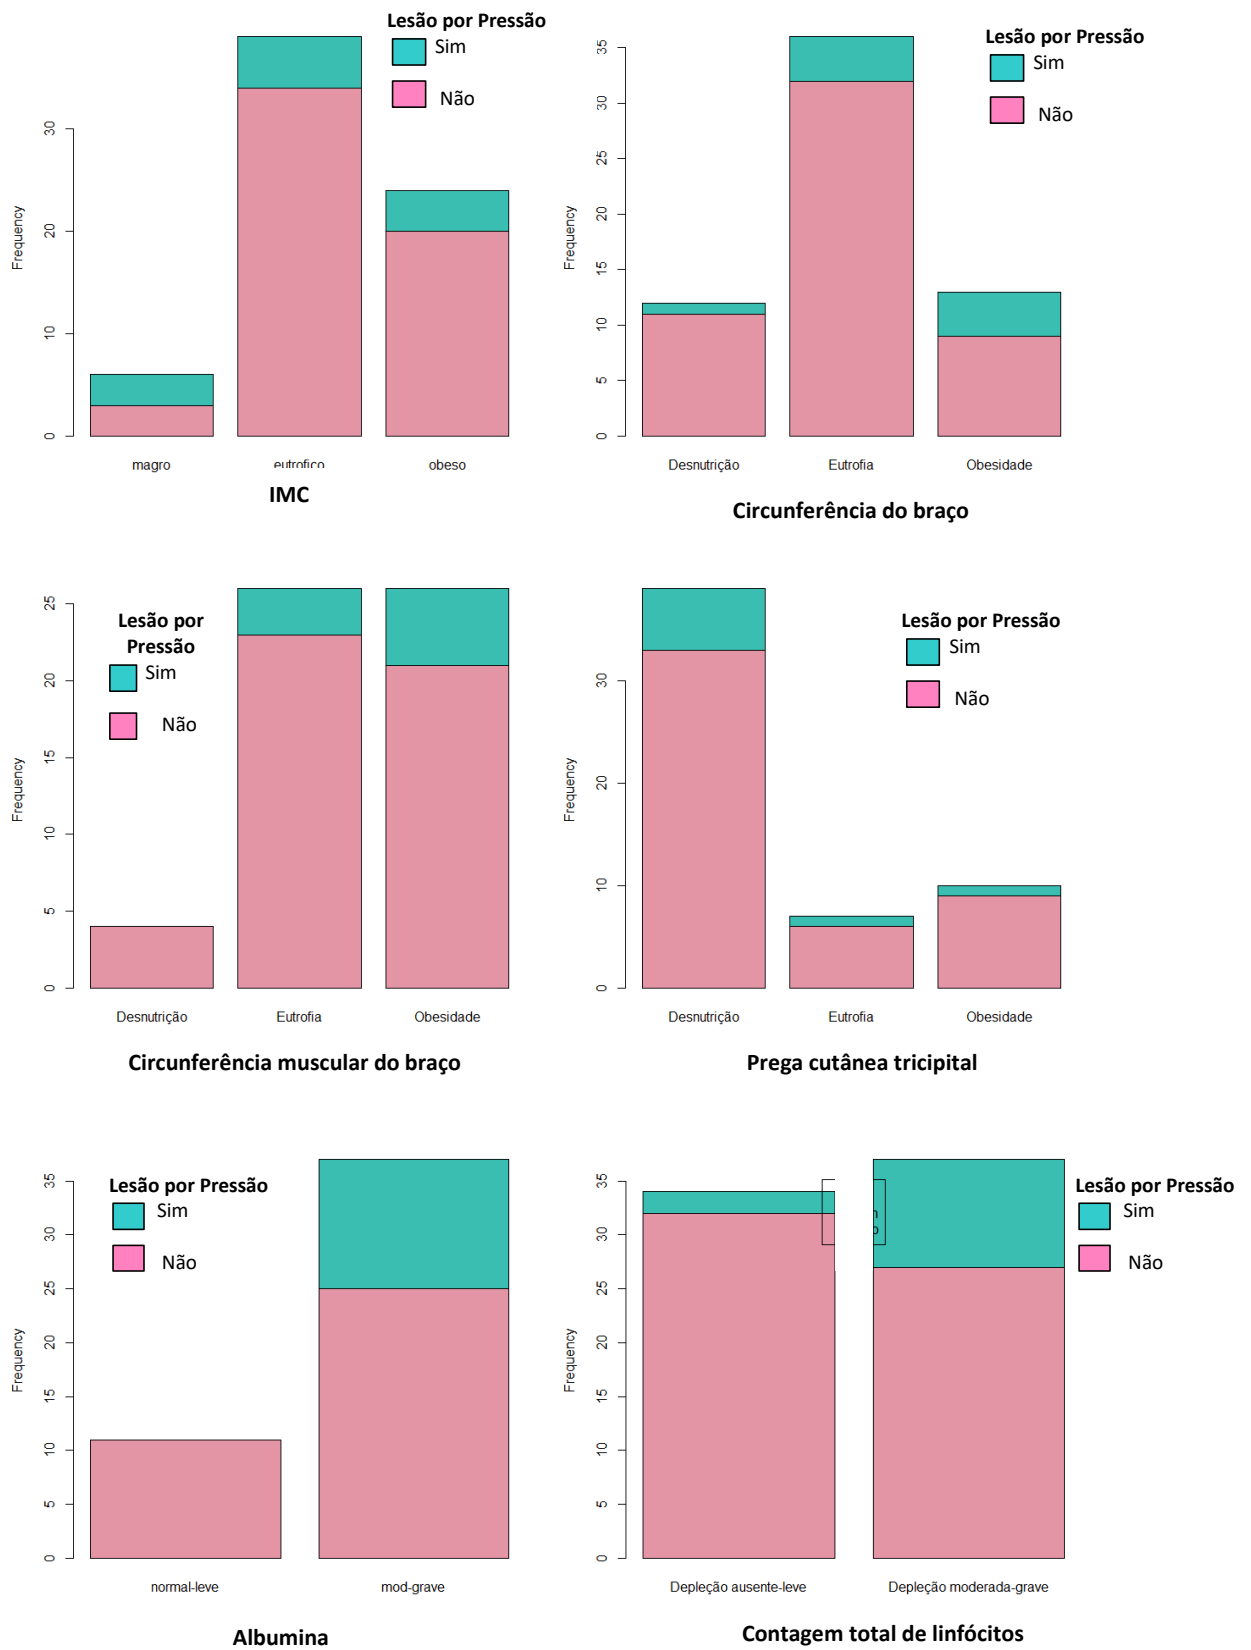 Lesão por Pressão
Sim
Não
Frequency
30
20
10
0
magro eutrofico obeso
IMC
Lesão por Pressão
Sim
Não
Frequency
35
30
25
20
15
10
5
0
Desnutrição Eutrofia Obesidade
Circunferência do braço
Lesão por
Pressão
Sim
Não
Frequency
25
20
15
10
5
0
Desnutrição Eutrofia Obesidade
Circunferência muscular do braço
Lesão por Pressão
Sim
Não
Frequency
30
20
10
0
Desnutrição Eutrofia Obesidade
Prega cutânea tricipital
Lesão por Pressão
Sim
Não
Frequency
35
30
25
20
15
10
5
0
normal-leve mod-grave
Albumina
Lesão por Pressão
Sim
Não
Frequency
35
30
25
20
15
10
5
0
Depleção ausente-leve Depleção moderada-grave
Contagem total de linfócitos